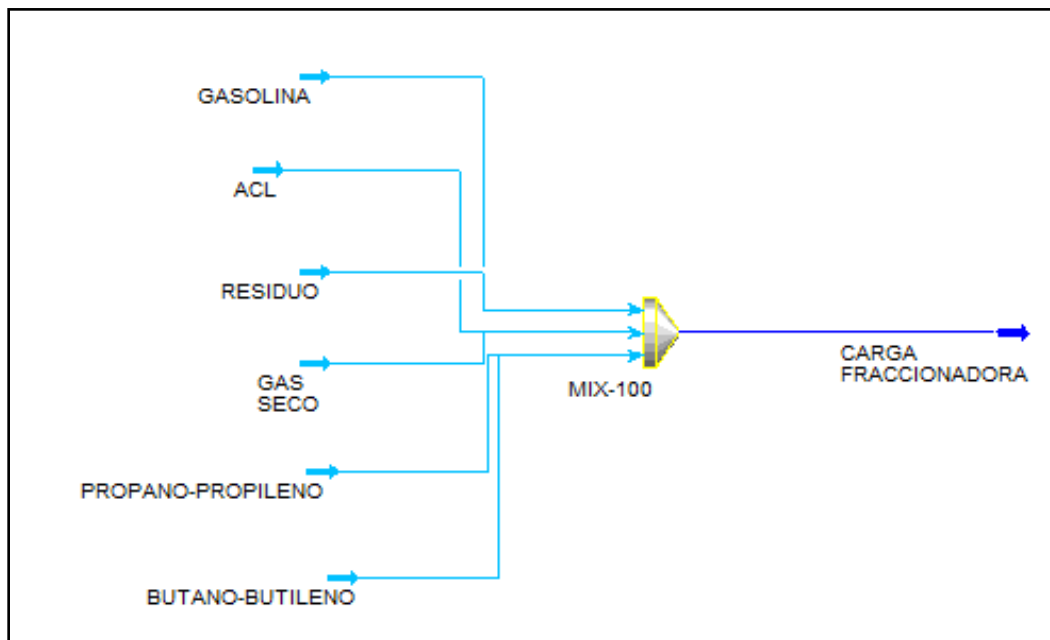 GASOLINA
ACL
RESIDUO
GAS
SECO
PROPANO-PROPILENO
BUTANO-BUTILENO
MIX-100
CARGA
FRACCIONADORA